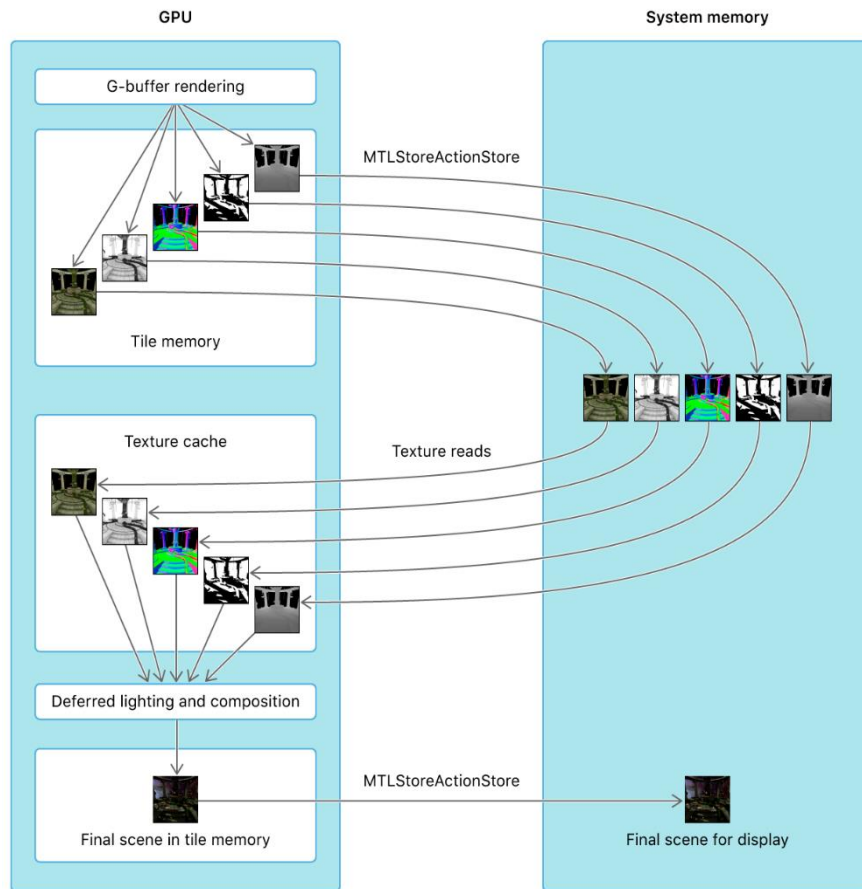 GPU
System memory
G-buffer rendering
MTLStoreActionStore
Tile memory
Texture cache
Texture reads
Deferred lighting and composition
MTLStoreActionStore
Final scene in tile memory
Final scene for display